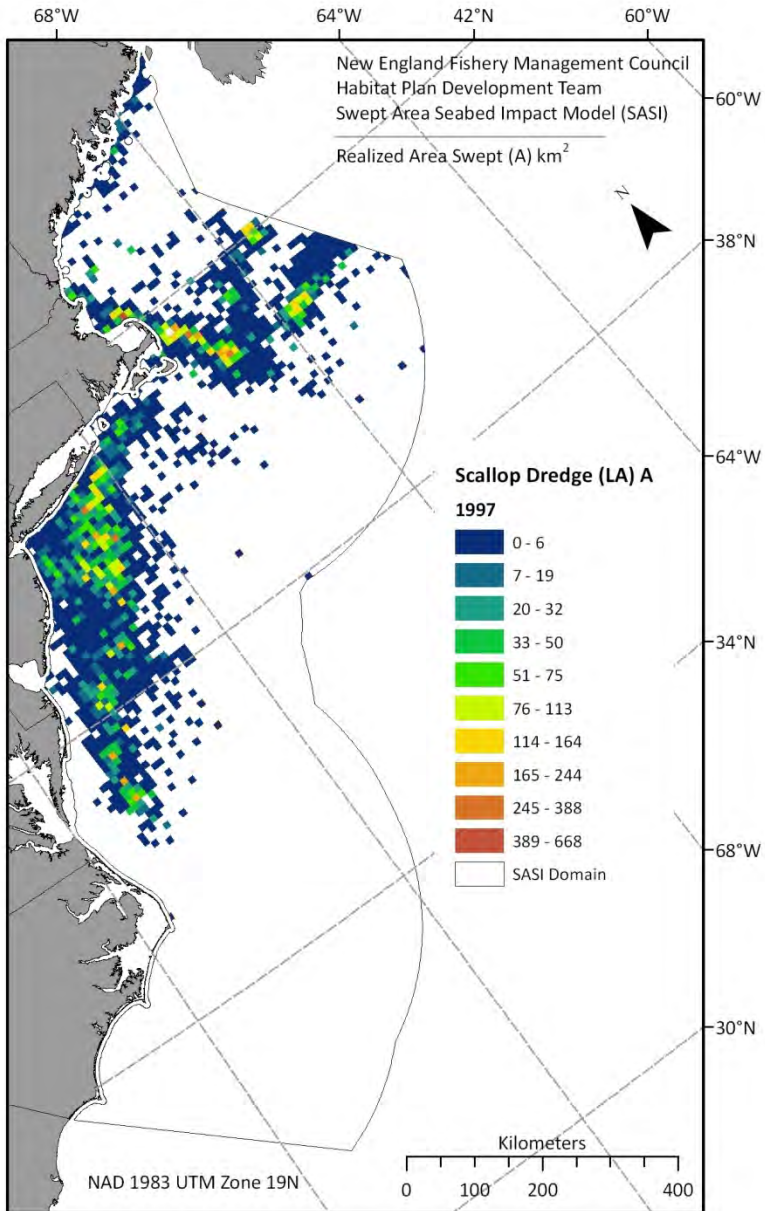 68°W
64°W
42°N
60°W
New England Fishery Management Council
Habitat Plan Development Team
Swept Area Seabed Impact Model (SASI)
Realized Area Swept (A) km²
60°W
N
38°N
64°W
Scallop Dredge (LA) A
1997
0 - 6
7 - 19
20 - 32
33 - 50
51 - 75
76 - 113
114 - 164
165 - 244
245 - 388
389 - 668
SASI Domain
34°N
68°W
30°N
Kilometers
0 100 200 300 400
NAD 1983 UTM Zone 19N